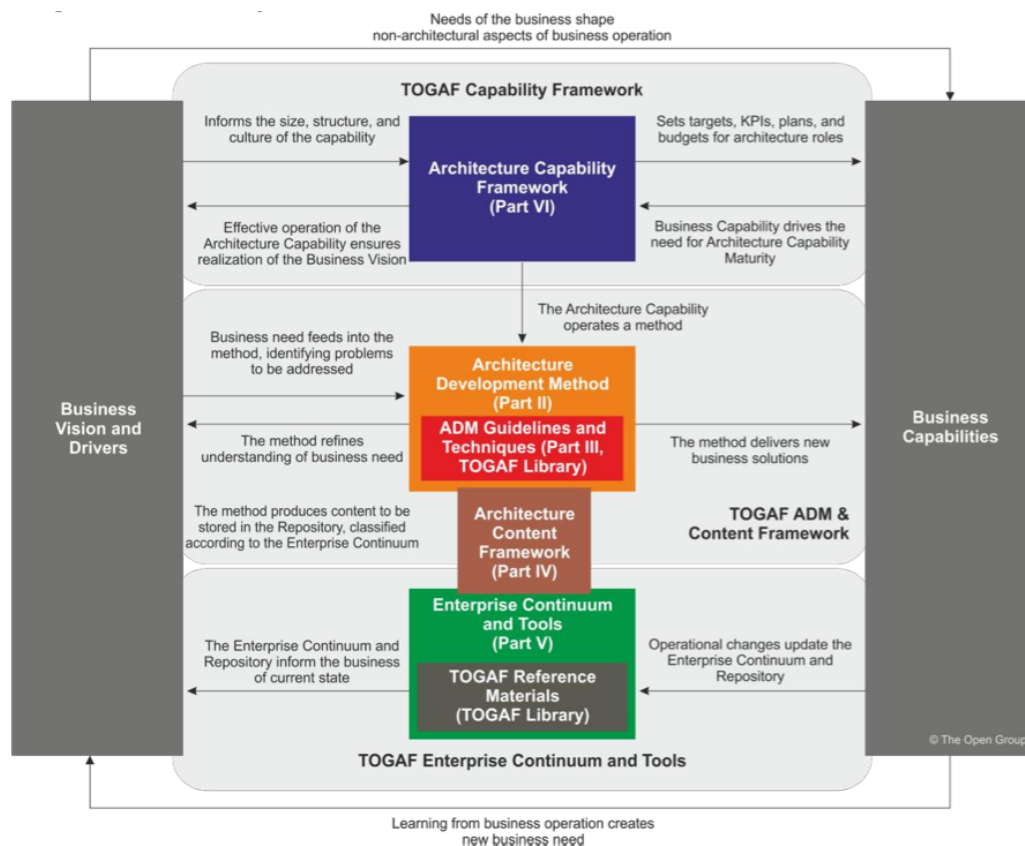 Needs of the business shape
non-architectural aspects of business operation
TOGAF Capability Framework
Informs the size, structure, and
culture of the capability
Sets targets, KPIs, plans, and
budgets for architecture roles
Architecture Capability
Framework
(Part VI)
Effective operation of the
Architecture Capability ensures
realization of the Business Vision
Business Capability drives the
need for Architecture Capability
Maturity
The Architecture Capability
operates a method
Business need feeds into the
method, identifying problems
to be addressed
Architecture
Development Method
(Part II)
ADM Guidelines and
Techniques (Part III,
TOGAF Library)
Business
Vision and
Drivers
Business
Capabilities
The method refines
understanding of business need
The method delivers new
business solutions
The method produces content to be
stored in the Repository, classified
according to the Enterprise Continuum
Architecture
Content
Framework
(Part IV)
TOGAF ADM &
Content Framework
Enterprise Continuum
and Tools
(Part V)
The Enterprise Continuum and
Repository inform the business
of current state
Operational changes update the
Enterprise Continuum and
Repository
TOGAF Reference
Materials
(TOGAF Library)
© The Open Group
TOGAF Enterprise Continuum and Tools
Learning from business operation creates
new business need